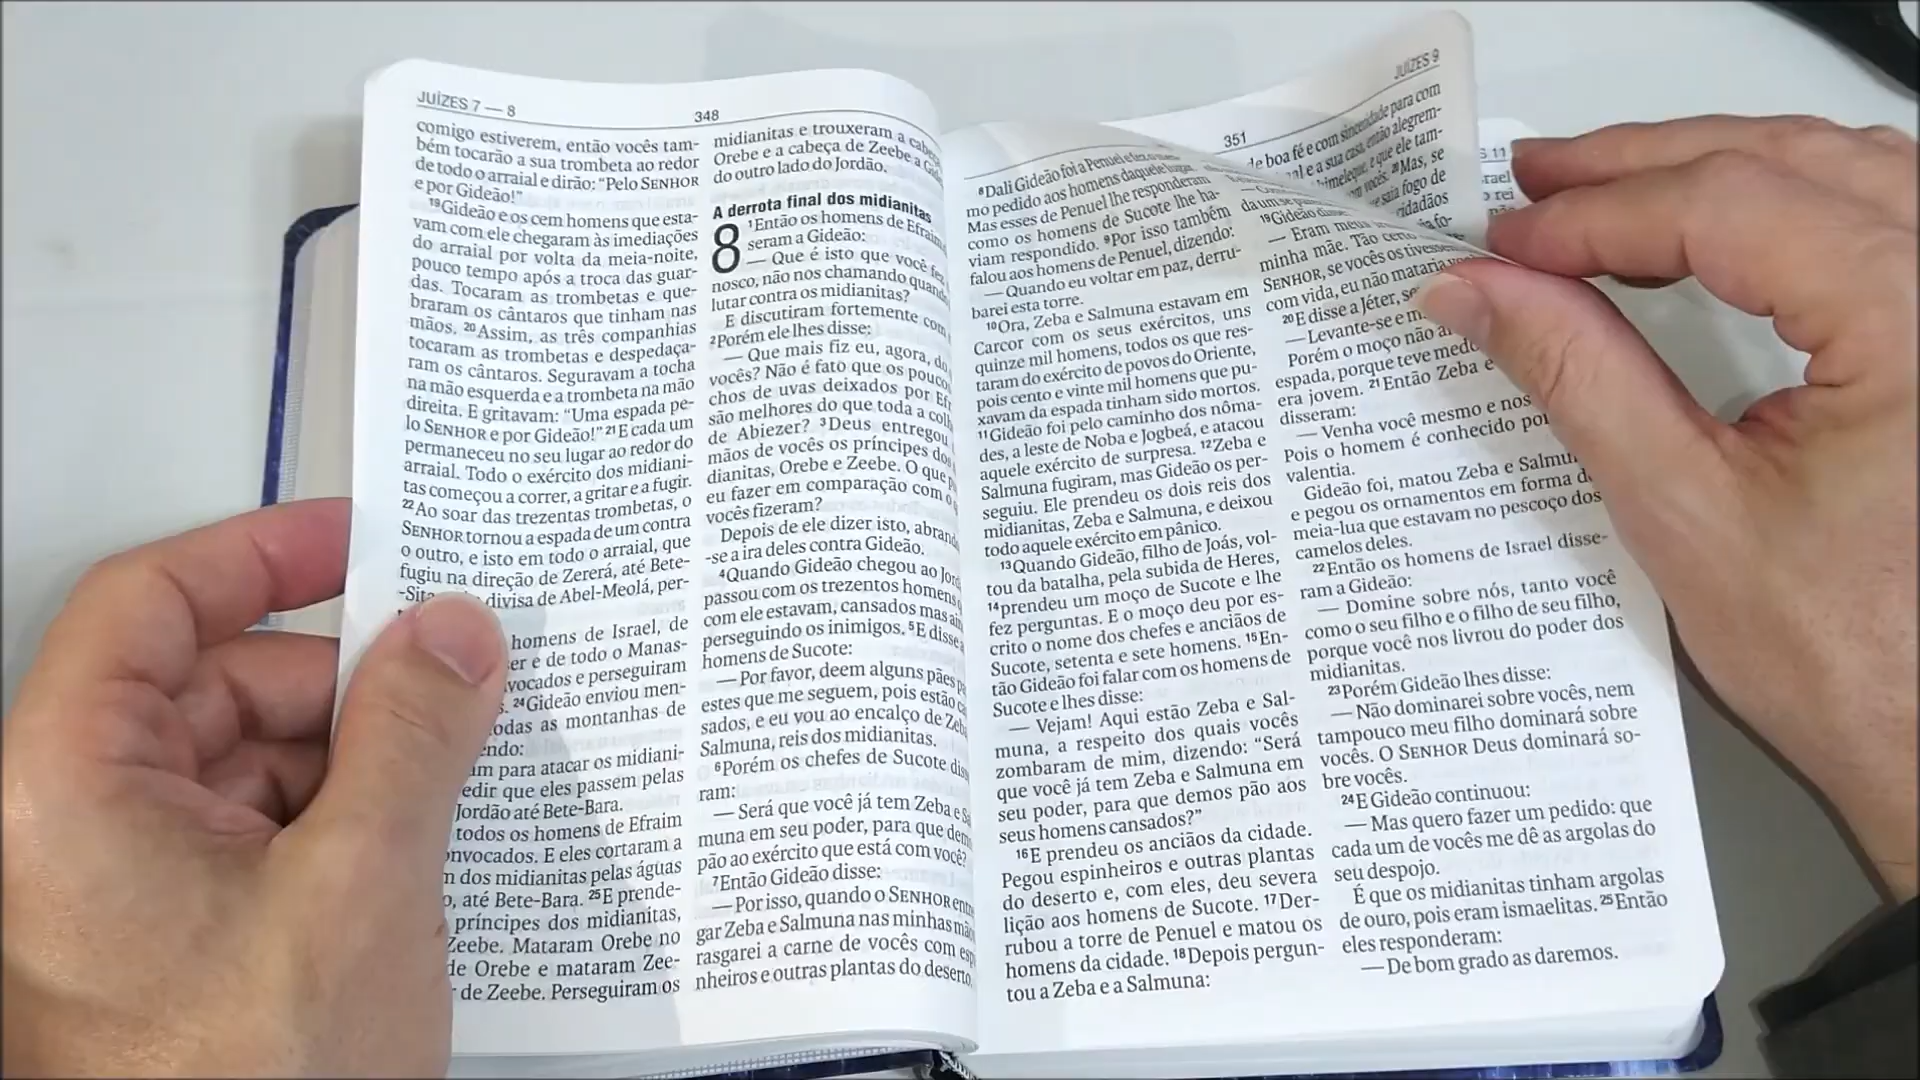 JUÍZES 7 — 8
348
comigo estiverem, então vocês tam-
bém tocarão a sua trombeta ao redor
de todo o arraial e dirão: “Pelo SENHOR
e por Gideão!”
19Gideão e os cem homens que esta-
vam com ele chegaram às imediações
do arraial por volta da meia-noite,
pouco tempo após a troca das guar-
das. Tocaram as trombetas e que-
braram os cântaros que tinham nas
mãos. 20Assim, as três companhias
tocaram as trombetas e despedaça-
ram os cântaros. Seguravam a tocha
na mão esquerda e a trombeta na mão
direita. E gritavam: “Uma espada pe-
lo SENHOR e por Gideão!” 21E cada um
permaneceu no seu lugar ao redor do
arraial. Todo o exército dos midiani-
tas começou a correr, a gritar e a fugir.
22Ao soar das trezentas trombetas, o
SENHOR tornou a espada de um contra
o outro, e isto em todo o arraial, que
fugiu na direção de Zererá, até Bete-
divisa de Abel-Meolá, per-
homens de Israel, de
e de todo o Manas-
e perseguiram
24Gideão enviou men-
as montanhas de
para atacar os midiani-
que eles passem pelas
Jordão até Bete-Bara.
todos os homens de Efraim
E eles cortaram a
dos midianitas pelas águas
até Bete-Bara. 25E prende-
príncipes dos midianitas,
Zeebe. Mataram Orebe no
de Orebe e mataram Zee-
de Zeebe. Perseguiram os
midianitas e trouxeram a
Orebe e a cabeça de Zeebe a
do outro lado do Jordão.
A derrota final dos midianitas
8 1Então os homens de Efraim
seram a Gideão:
— Que é isto que você
nosco, não nos chamando quando
lutar contra os midianitas?
E discutiram fortemente com
2Porém ele lhes disse:
— Que mais fiz eu, agora, do
vocês? Não é fato que os
chos de uvas deixados por
são melhores do que toda a
de Abiezer? 3Deus entregou
mãos de vocês os príncipes dos
dianitas, Orebe e Zeebe. O que
eu fazer em comparação com o
vocês fizeram?
Depois de ele dizer isto,
-se a ira deles contra Gideão.
4Quando Gideão chegou ao
passou com os trezentos homens
com ele estavam, cansados mas
perseguindo os inimigos. 5E disse
homens de Sucote:
— Por favor, deem alguns pães
estes que me seguem, pois estão
sados, e eu vou ao encalço de
Salmuna, reis dos midianitas.
6Porém os chefes de Sucote
ram:
— Será que você já tem Zeba e
muna em seu poder, para que
pão ao exército que está com você?
7Então Gideão disse:
— Por isso, quando o SENHOR
gar Zeba e Salmuna nas minhas
rasgarei a carne de vocês com
nheiros e outras plantas do deserto.
351
8Dali Gideão foi a Penuel e fez o
mo pedido aos homens daquele lugar.
Mas esses de Penuel lhe responderam
como os homens de Sucote lhe ha-
viam respondido. 9Por isso também
falou aos homens de Penuel, dizendo:
— Quando eu voltar em paz, derru-
barei esta torre.
10Ora, Zeba e Salmuna estavam em
Carcor com os seus exércitos, uns
quinze mil homens, todos os que res-
taram do exército de povos do Oriente,
pois cento e vinte mil homens que pu-
xavam da espada tinham sido mortos.
11Gideão foi pelo caminho dos nôma-
des, a leste de Noba e Jogbeá, e atacou
aquele exército de surpresa. 12Zeba e
Salmuna fugiram, mas Gideão os per-
seguiu. Ele prendeu os dois reis dos
midianitas, Zeba e Salmuna, e deixou
todo aquele exército em pânico.
13Quando Gideão, filho de Joás, vol-
tou da batalha, pela subida de Heres,
14prendeu um moço de Sucote e lhe
fez perguntas. E o moço deu por es-
crito o nome dos chefes e anciãos de
Sucote, setenta e sete homens. 15En-
tão Gideão foi falar com os homens de
Sucote e lhes disse:
— Vejam! Aqui estão Zeba e Sal-
muna, a respeito dos quais vocês
zombaram de mim, dizendo: “Será
que você já tem Zeba e Salmuna em
seu poder, para que demos pão aos
seus homens cansados?”
16E prendeu os anciãos da cidade.
Pegou espinheiros e outras plantas
do deserto e, com eles, deu severa
lição aos homens de Sucote. 17Der-
rubou a torre de Penuel e matou os
homens da cidade. 18Depois pergun-
tou a Zeba e a Salmuna:
19Gideão
— Eram meus
minha mãe. Tão certo
SENHOR, se vocês os tivessem
com vida, eu não mataria
20E disse a Jéter,
— Levante-se e
Porém o moço não
espada, porque teve medo
era jovem. 21Então Zeba e
disseram:
— Venha você mesmo e nos
Pois o homem é conhecido por
valentia.
Gideão foi, matou Zeba e
e pegou os ornamentos em forma de
meia-lua que estavam no pescoço dos
camelos deles.
22Então os homens de Israel disse-
ram a Gideão:
— Domine sobre nós, tanto você
como o seu filho e o filho de seu filho,
porque você nos livrou do poder dos
midianitas.
23Porém Gideão lhes disse:
— Não dominarei sobre vocês, nem
tampouco meu filho dominará sobre
vocês. O SENHOR Deus dominará so-
bre vocês.
24E Gideão continuou:
— Mas quero fazer um pedido: que
cada um de vocês me dê as argolas do
seu despojo.
É que os midianitas tinham argolas
de ouro, pois eram ismaelitas. 25Então
eles responderam:
— De bom grado as daremos.
JUÍZES 9
de boa fé e com sinceridade para com
e a sua casa, então alegrem-
e que ele tam-
vocês. 20Mas, se
saia fogo de
cidadãos
11
rei